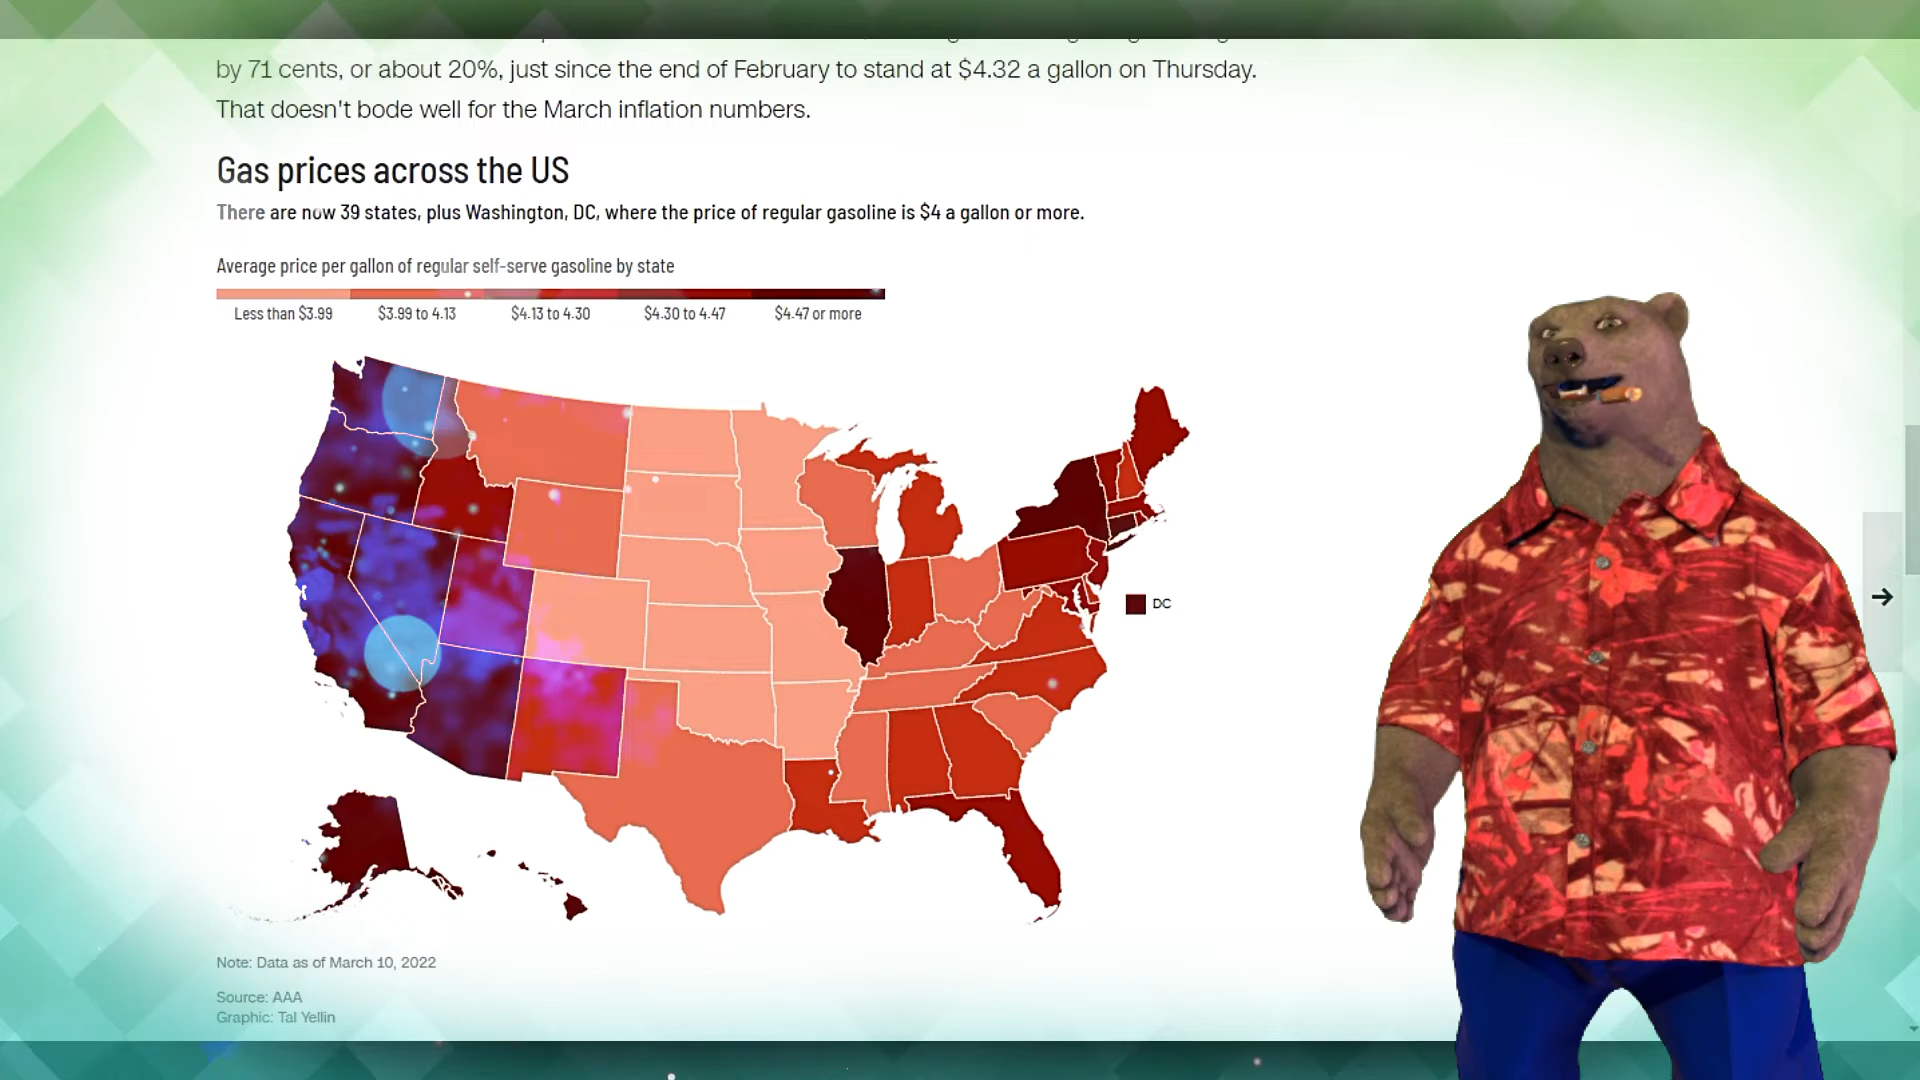 by 71 cents, or about 20%, just since the end of February to stand at $4.32 a gallon on Thursday.
That doesn't bode well for the March inflation numbers.
Gas prices across the US
There are now 39 states, plus Washington, DC, where the price of regular gasoline is $4 a gallon or more.
Average price per gallon of regular self-serve gasoline by state
Less than $3.99 $3.99 to 4.13 $4.13 to 4.30 $4.30 to 4.47 $4.47 or more
DC
Note: Data as of March 10, 2022
Source: AAA
Graphic: Tal Yellin